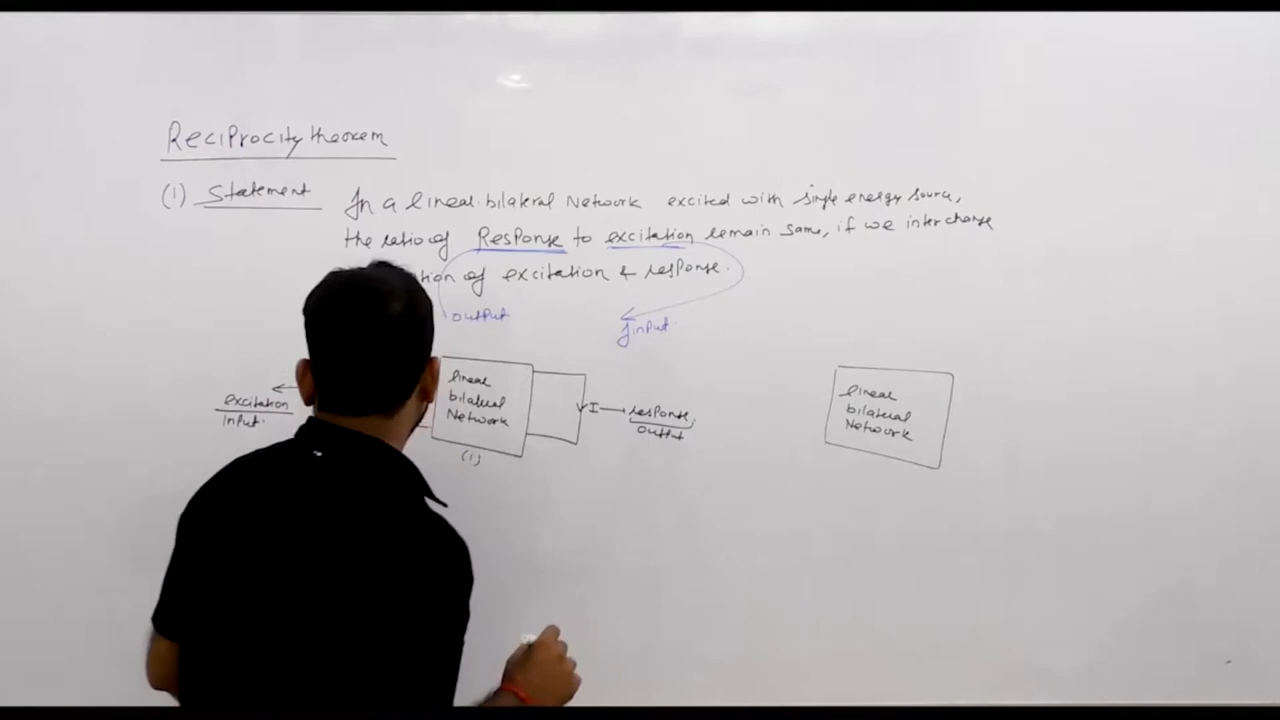 Reciprocity theorem
(1) Statement In a linear bilateral Network excited with single energy source,
the ratio of Response to excitation remain same, if we interchange
tion of excitation & response.
output
Input
excitation
input
linear
bilateral
Network
(1)
I
response
output
linear
bilateral
Network